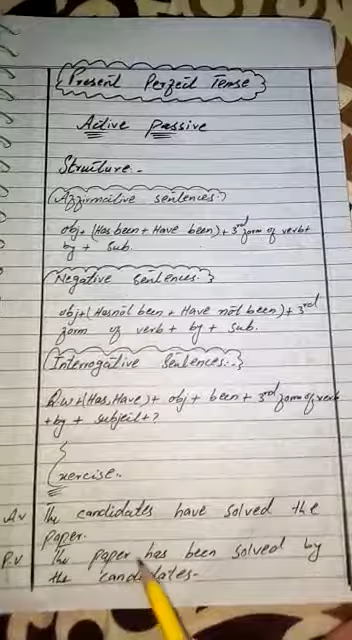 Present Perfect Tense
Active Passive
Structure:-
Affirmative sentences:-
obj+ (Has been + Have been) + 3rd form of verb+
by + sub.
Negative sentences:-
obj+(Has not been + Have not been) + 3rd
form of verb + by + sub.
Interrogative sentences:-
Q.w+(Has, Have) + obj + been + 3rd form of verb
+by + subject+?
Exercise.
A.v The candidates have solved the
paper.
P.V The paper has been solved by
the candidates-